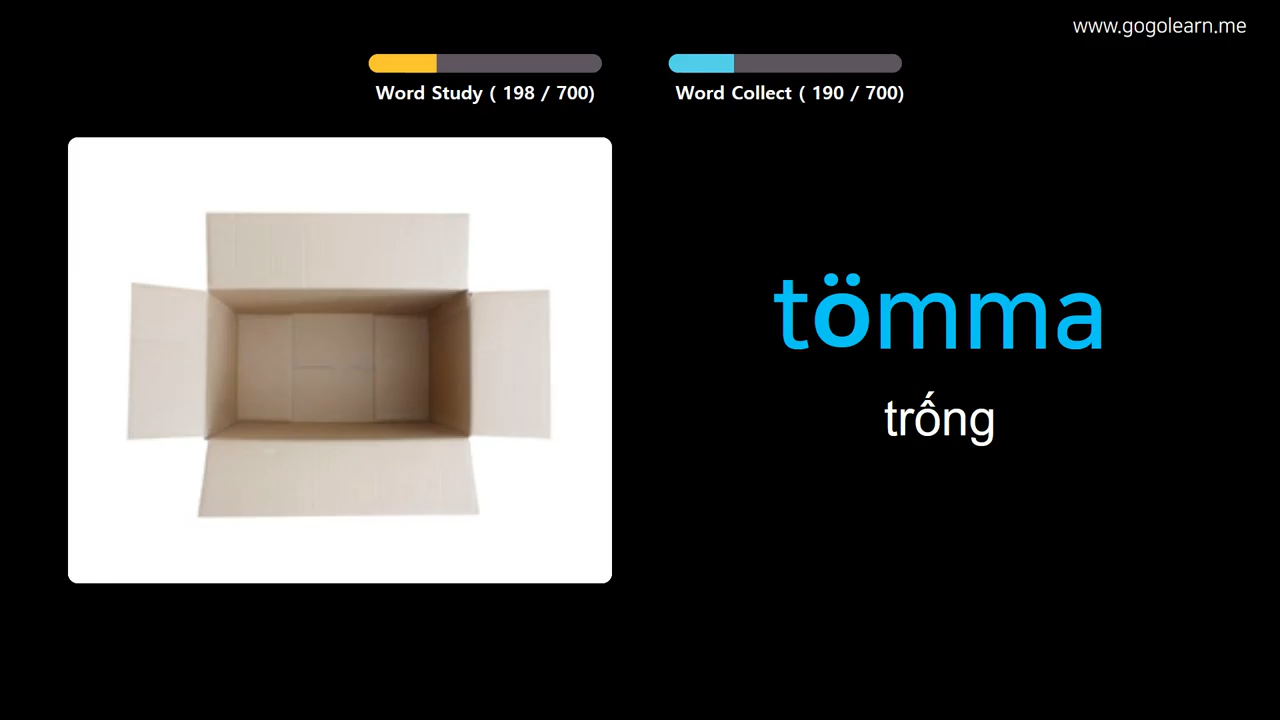 www.gogolearn.me
Word Study ( 198 / 700)
Word Collect ( 190 / 700)
tömma
trống